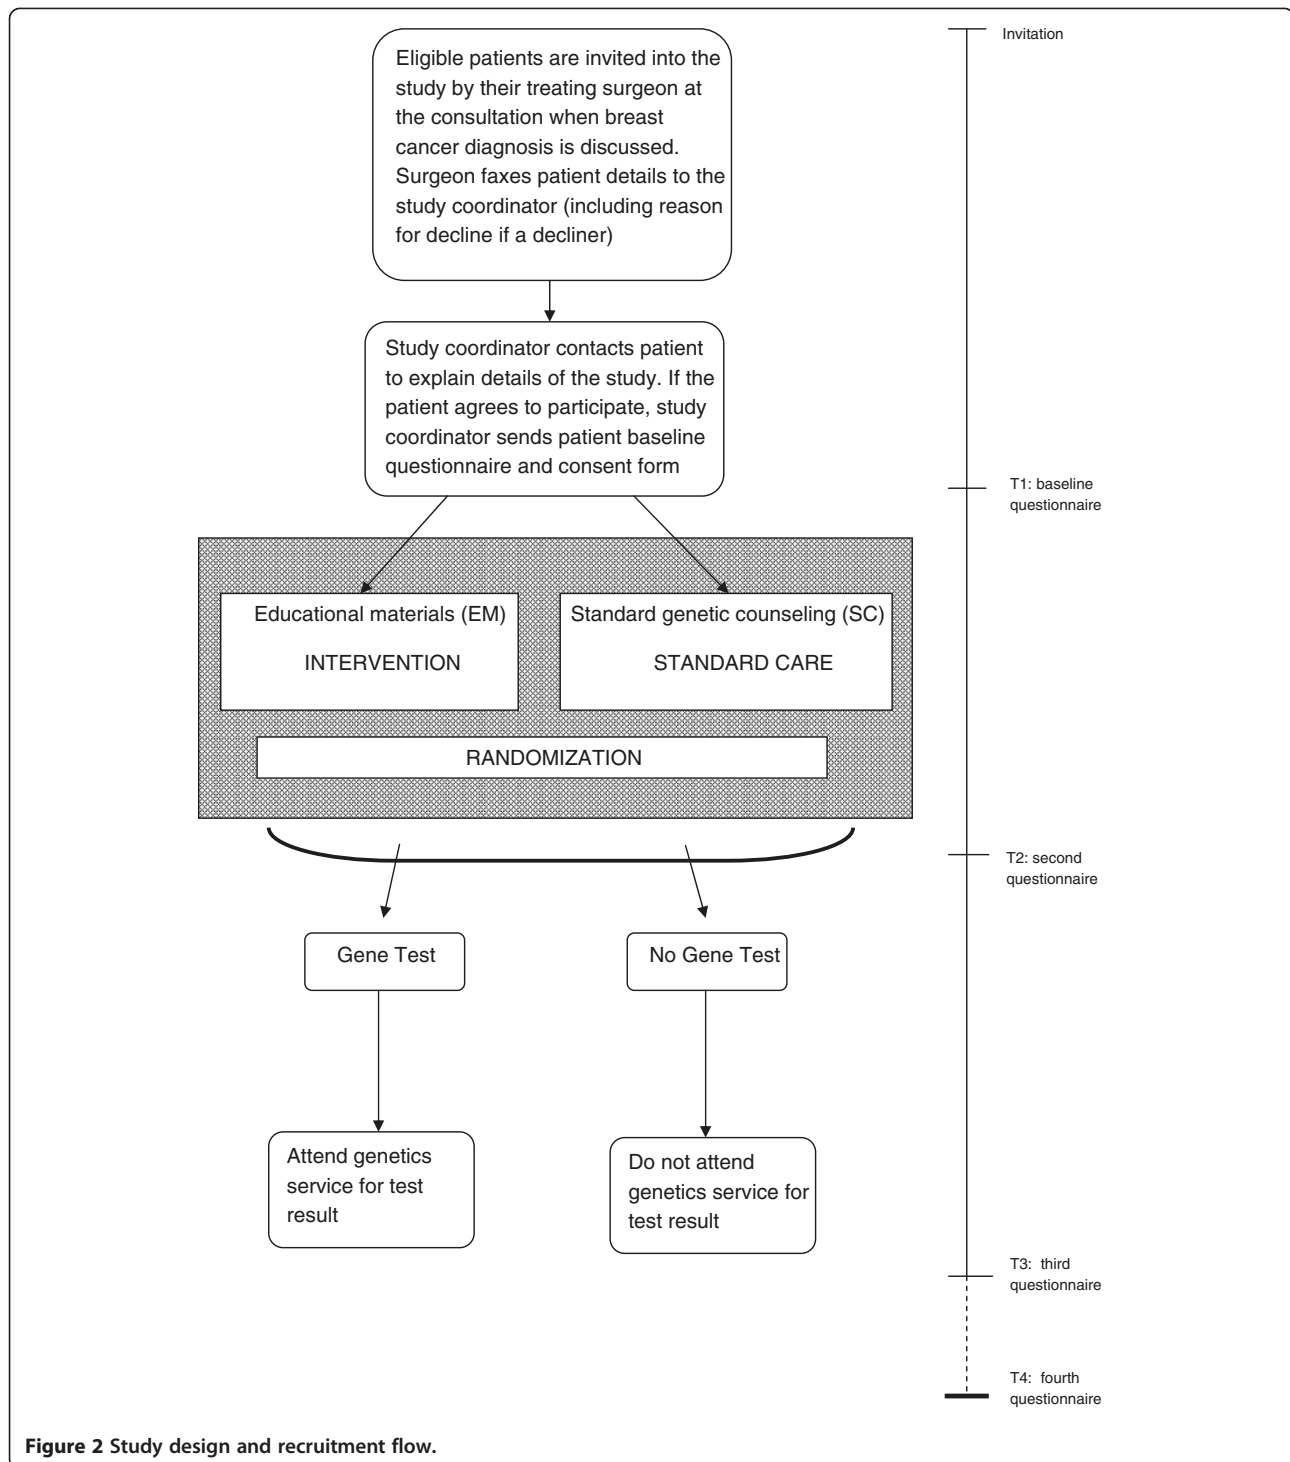 Eligible patients are invited into the
study by their treating surgeon at
the consultation when breast
cancer diagnosis is discussed.
Surgeon faxes patient details to the
study coordinator (including reason
for decline if a decliner)
Invitation
Study coordinator contacts patient
to explain details of the study. If the
patient agrees to participate, study
coordinator sends patient baseline
questionnaire and consent form
T1: baseline
questionnaire
Educational materials (EM)
INTERVENTION
Standard genetic counseling (SC)
STANDARD CARE
RANDOMIZATION
T2: second
questionnaire
Gene Test
No Gene Test
Attend genetics
service for test
result
Do not attend
genetics service for
test result
T3: third
questionnaire
T4: fourth
questionnaire
Figure 2 Study design and recruitment flow.